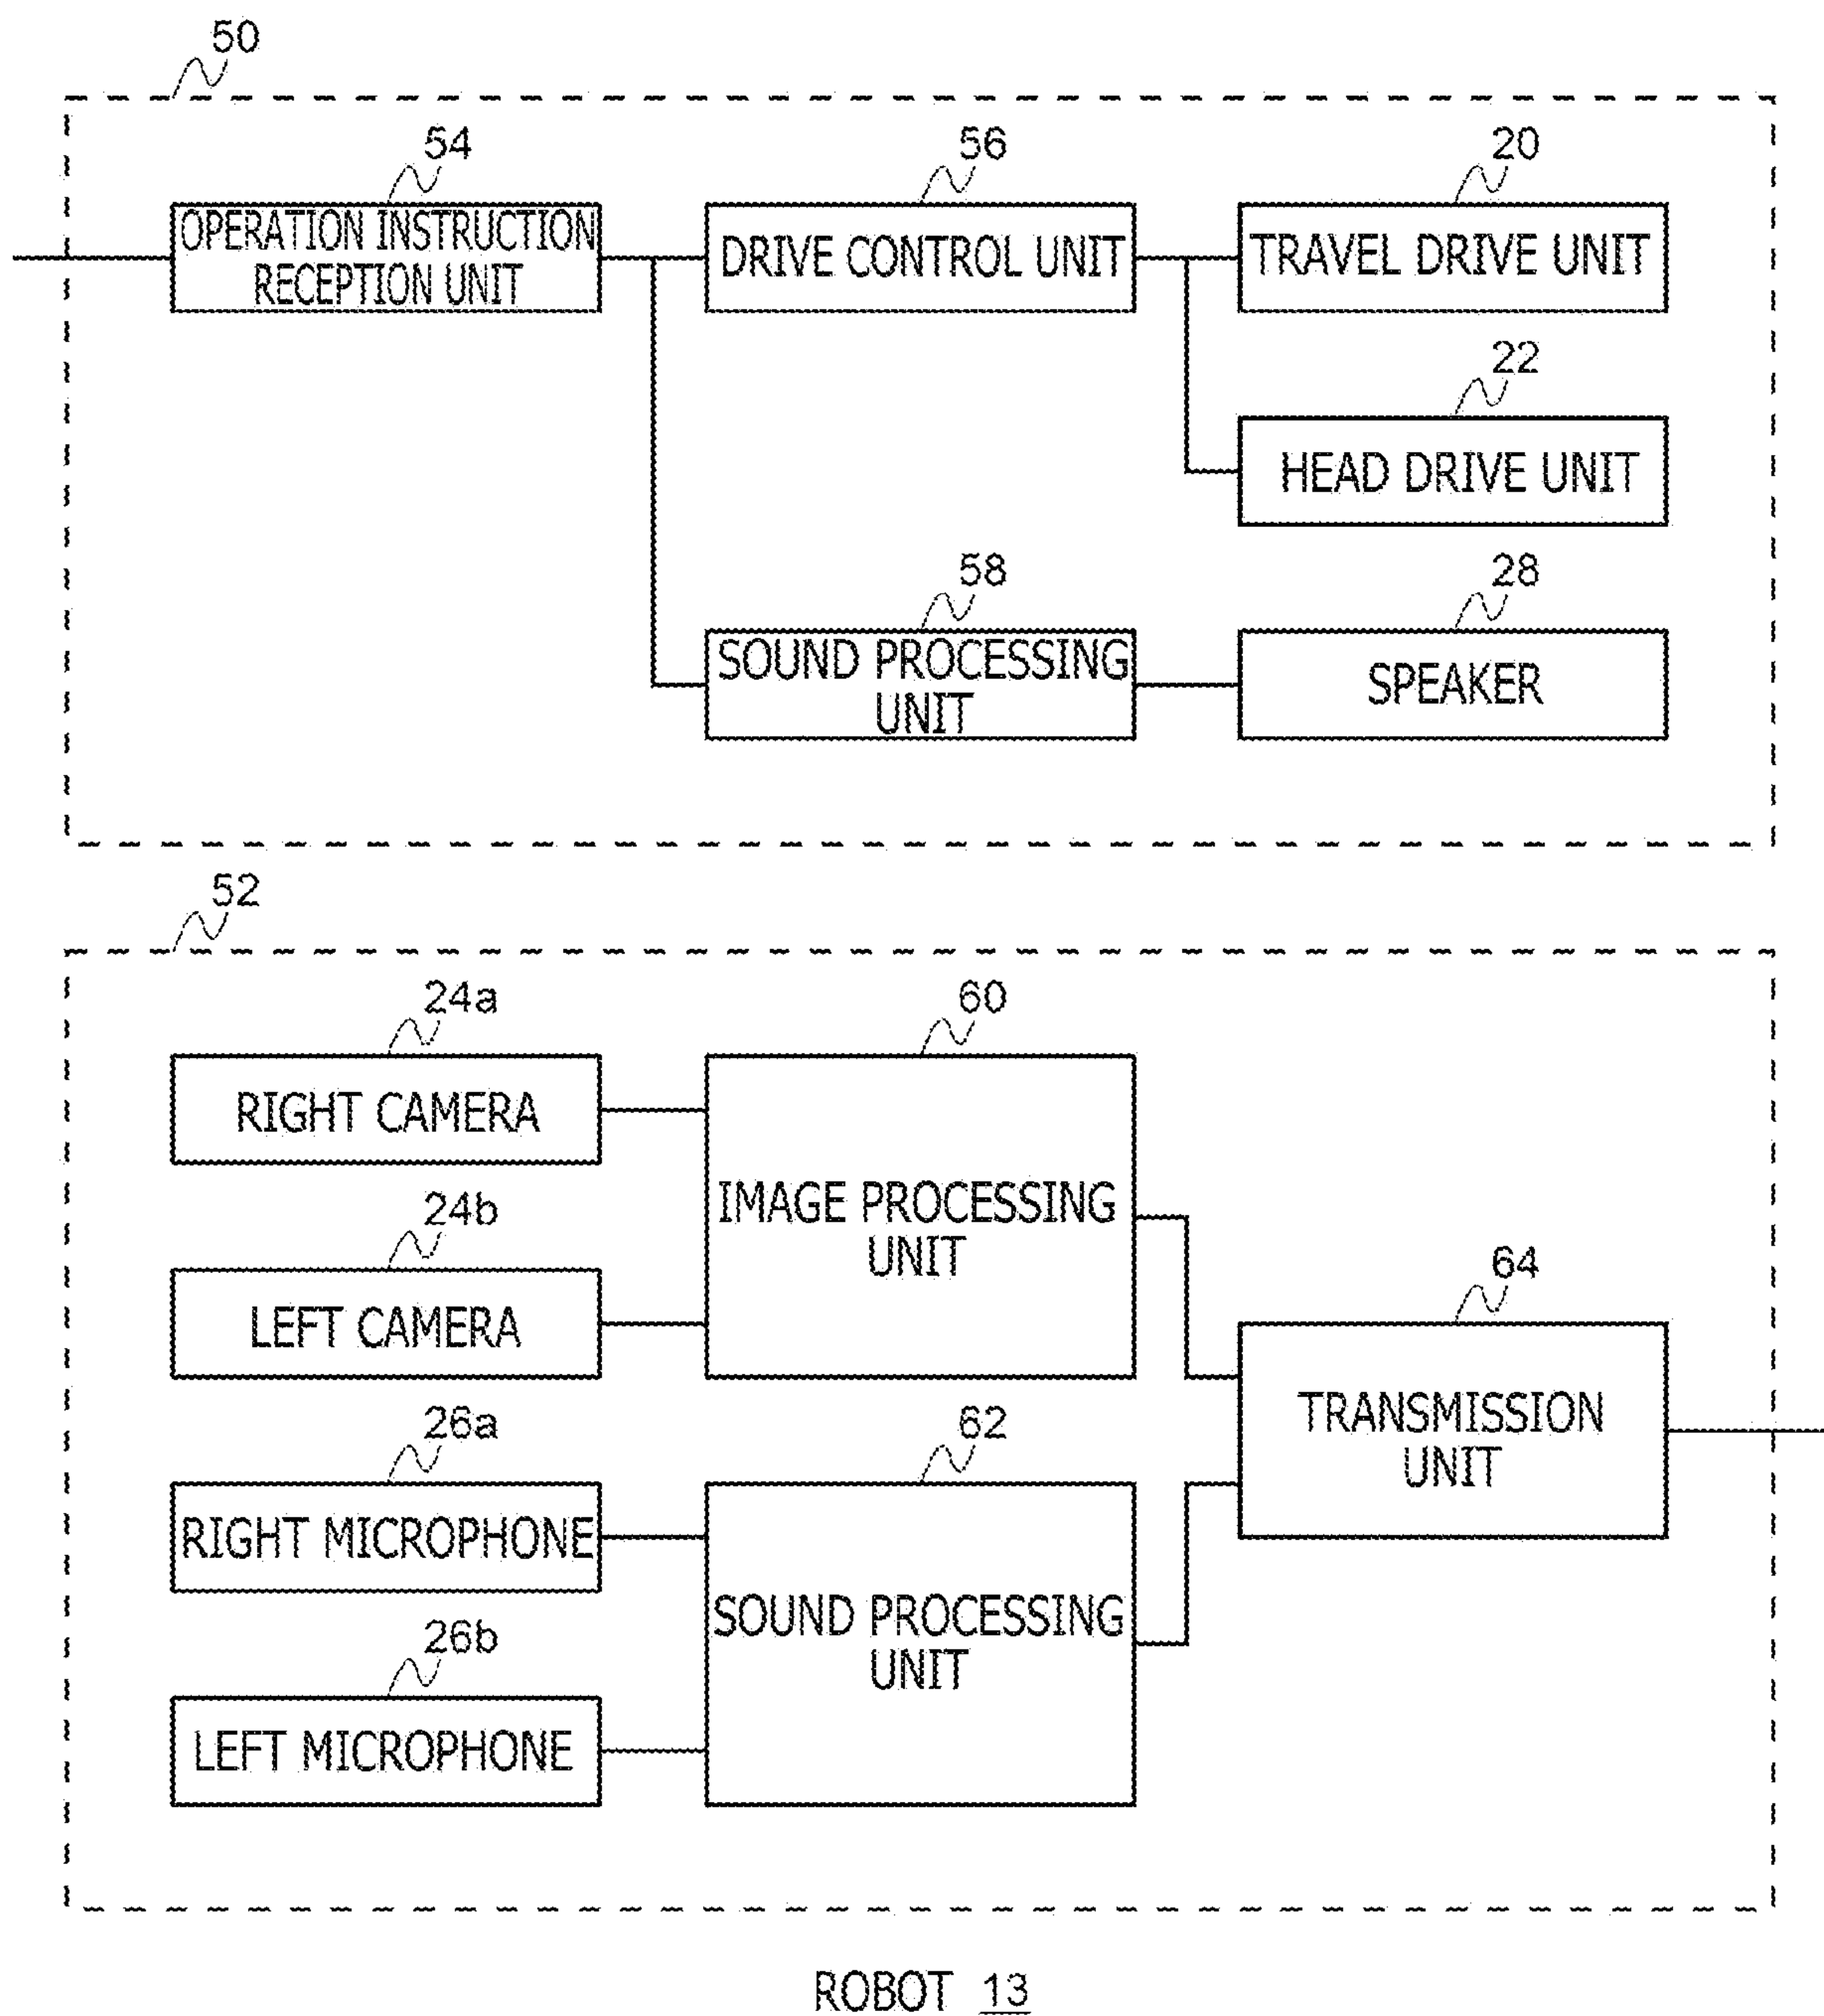 50
54
56
20
OPERATION INSTRUCTION
RECEPTION UNIT
DRIVE CONTROL UNIT
TRAVEL DRIVE UNIT
22
HEAD DRIVE UNIT
58
28
SOUND PROCESSING
UNIT
SPEAKER
52
24a
60
RIGHT CAMERA
IMAGE PROCESSING
UNIT
24b
LEFT CAMERA
64
TRANSMISSION
UNIT
26a
62
RIGHT MICROPHONE
SOUND PROCESSING
UNIT
26b
LEFT MICROPHONE
ROBOT 13